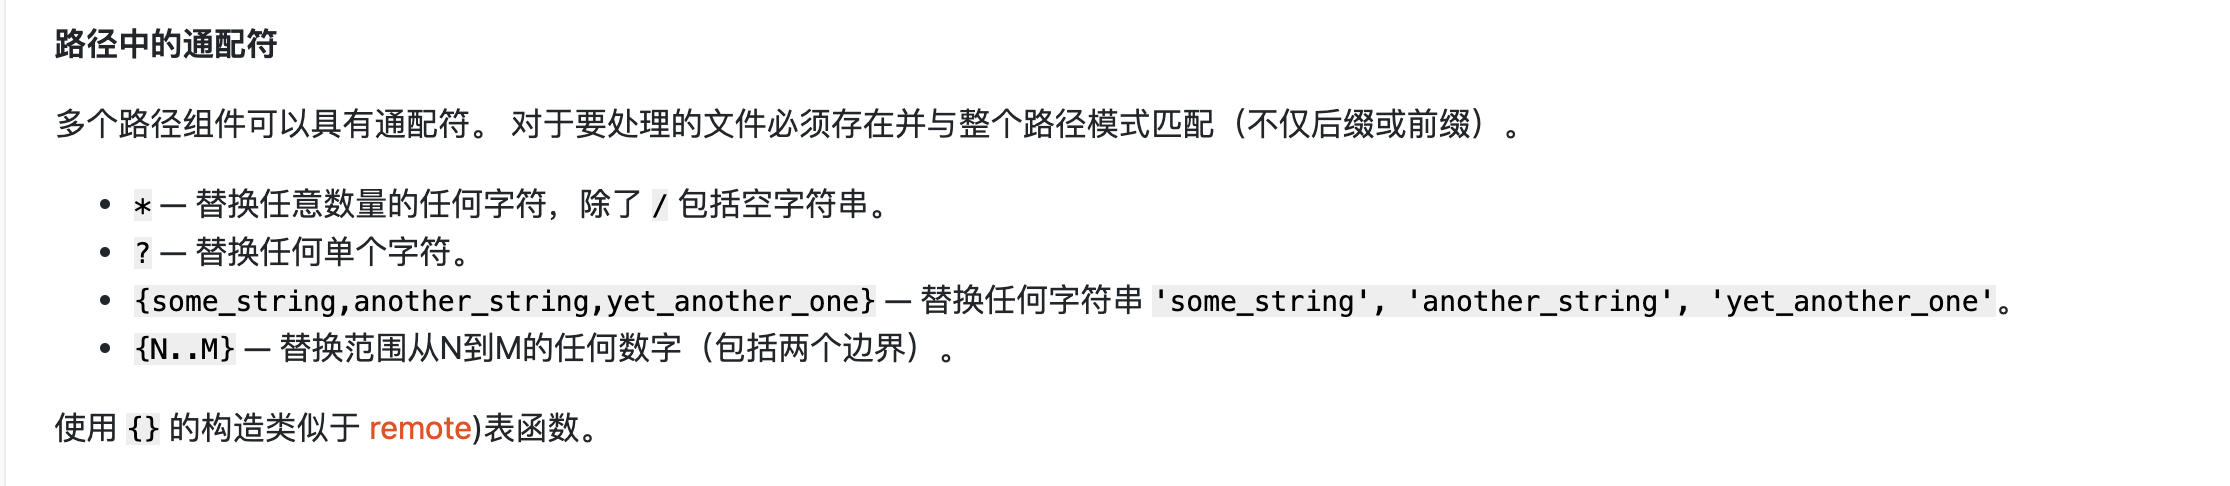 路径中的通配符
多个路径组件可以具有通配符。 对于要处理的文件必须存在并与整个路径模式匹配（不仅后缀或前缀）。
* — 替换任意数量的任何字符，除了 / 包括空字符串。
? — 替换任何单个字符。
{some_string,another_string,yet_another_one} — 替换任何字符串 'some_string', 'another_string', 'yet_another_one'。
{N..M} — 替换范围从N到M的任何数字（包括两个边界）。
使用 {} 的构造类似于 remote)表函数。